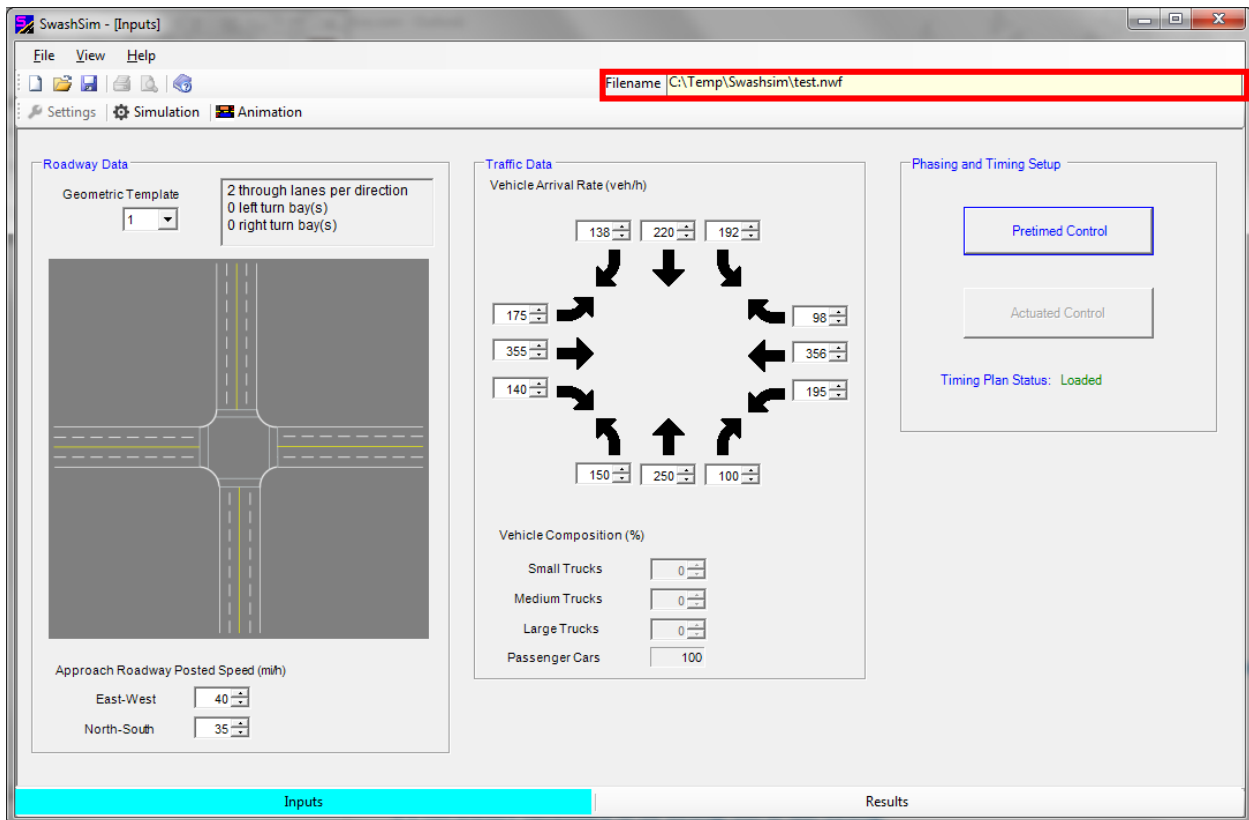 SwashSim - [Inputs]
File View Help
Filename C:\Temp\Swashsim\test.nwf
Settings Simulation Animation
Roadway Data
Geometric Template
1
2 through lanes per direction
0 left turn bay(s)
0 right turn bay(s)
Approach Roadway Posted Speed (mi/h)
East-West 40
North-South 35
Traffic Data
Vehicle Arrival Rate (veh/h)
138 220 192
175 98
355 356
140 195
150 250 100
Vehicle Composition (%)
Small Trucks 0
Medium Trucks 0
Large Trucks 0
Passenger Cars 100
Phasing and Timing Setup
Pretimed Control
Actuated Control
Timing Plan Status: Loaded
Inputs Results